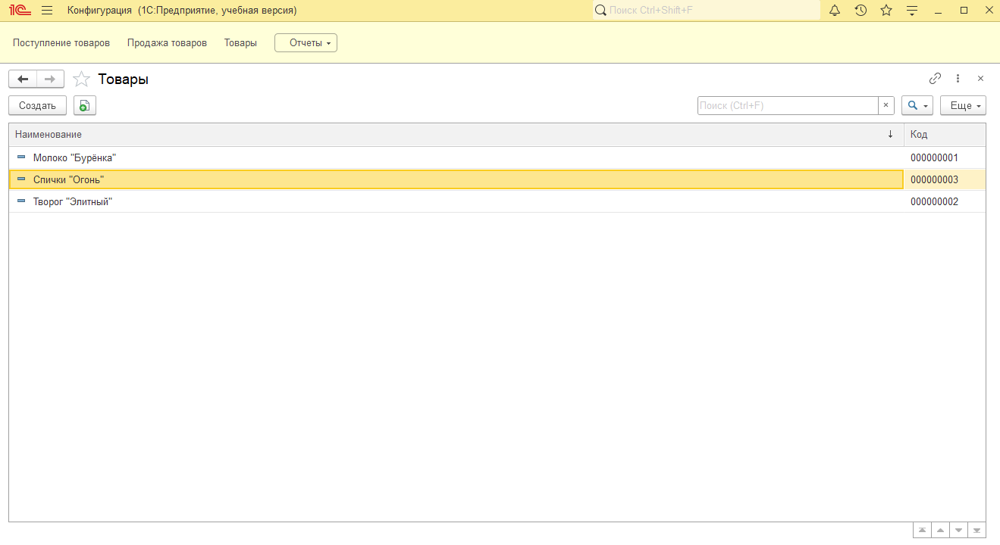 1С Конфигурация (1С:Предприятие, учебная версия) Поиск Ctrl+Shift+F
Поступление товаров Продажа товаров Товары Отчеты
Товары
Создать Поиск (Ctrl+F) × Еще
Наименование ↓ Код
Молоко "Бурёнка" 000000001
Спички "Огонь" 000000003
Творог "Элитный" 000000002